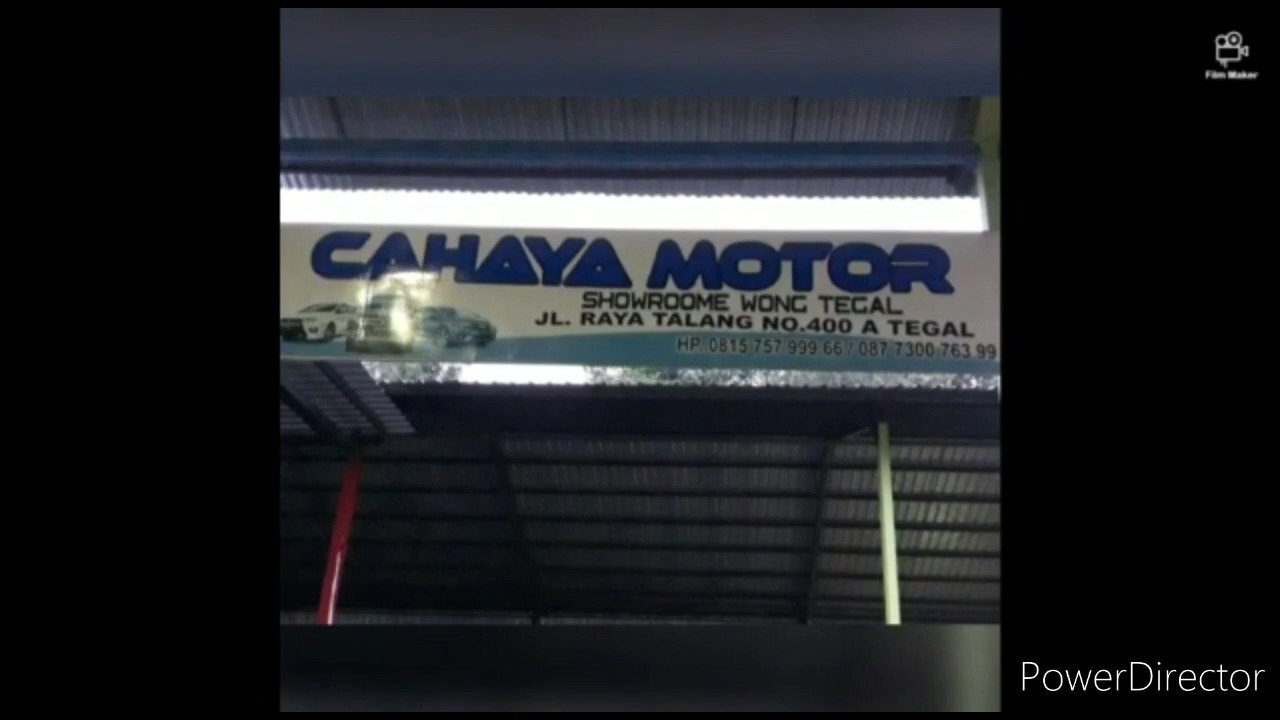 Film Maker
CAHAYA MOTOR
SHOWROOME WONG TEGAL
JL. RAYA TALANG NO.400 A TEGAL
HP. 0815 757 999 66 / 087 7300 763 99
PowerDirector